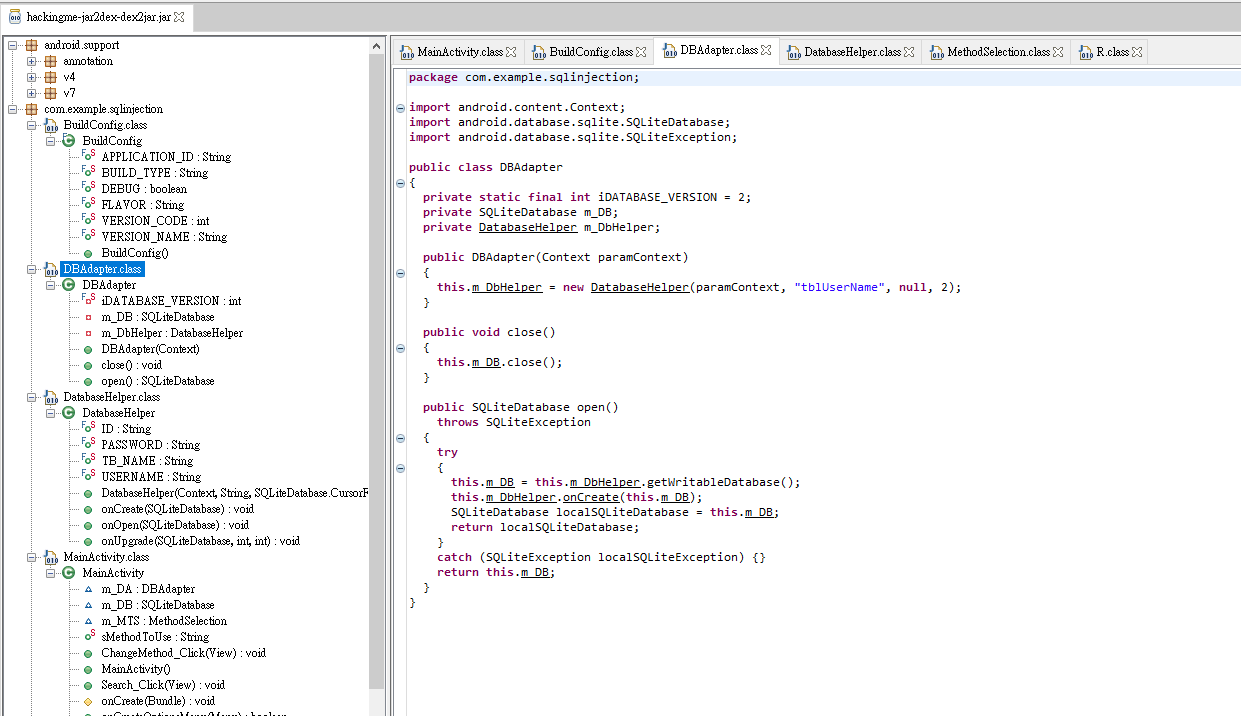 hackingme-jar2dex-dex2jar.jar
android.support
annotation
v4
v7
com.example.sqlinjection
BuildConfig.class
BuildConfig
APPLICATION_ID : String
BUILD_TYPE : String
DEBUG : boolean
FLAVOR : String
VERSION_CODE : int
VERSION_NAME : String
BuildConfig()
DBAdapter.class
DBAdapter
iDATABASE_VERSION : int
m_DB : SQLiteDatabase
m_DbHelper : DatabaseHelper
DBAdapter(Context)
close() : void
open() : SQLiteDatabase
DatabaseHelper.class
DatabaseHelper
ID : String
PASSWORD : String
TB_NAME : String
USERNAME : String
DatabaseHelper(Context, String, SQLiteDatabase.CursorF
onCreate(SQLiteDatabase) : void
onOpen(SQLiteDatabase) : void
onUpgrade(SQLiteDatabase, int, int) : void
MainActivity.class
MainActivity
m_DA : DBAdapter
m_DB : SQLiteDatabase
m_MTS : MethodSelection
sMethodToUse : String
ChangeMethod_Click(View) : void
MainActivity()
Search_Click(View) : void
onCreate(Bundle) : void
onCreateOptionsMenu(Menu) : boolean
MainActivity.class BuildConfig.class DBAdapter.class DatabaseHelper.class MethodSelection.class R.class
package com.example.sqlinjection;
import android.content.Context;
import android.database.sqlite.SQLiteDatabase;
import android.database.sqlite.SQLiteException;
public class DBAdapter
{
private static final int iDATABASE_VERSION = 2;
private SQLiteDatabase m_DB;
private DatabaseHelper m_DbHelper;
public DBAdapter(Context paramContext)
{
this.m_DbHelper = new DatabaseHelper(paramContext, "tblUserName", null, 2);
}
public void close()
{
this.m_DB.close();
}
public SQLiteDatabase open()
throws SQLiteException
{
try
{
this.m_DB = this.m_DbHelper.getWritableDatabase();
this.m_DbHelper.onCreate(this.m_DB);
SQLiteDatabase localSQLiteDatabase = this.m_DB;
return localSQLiteDatabase;
}
catch (SQLiteException localSQLiteException) {}
return this.m_DB;
}
}